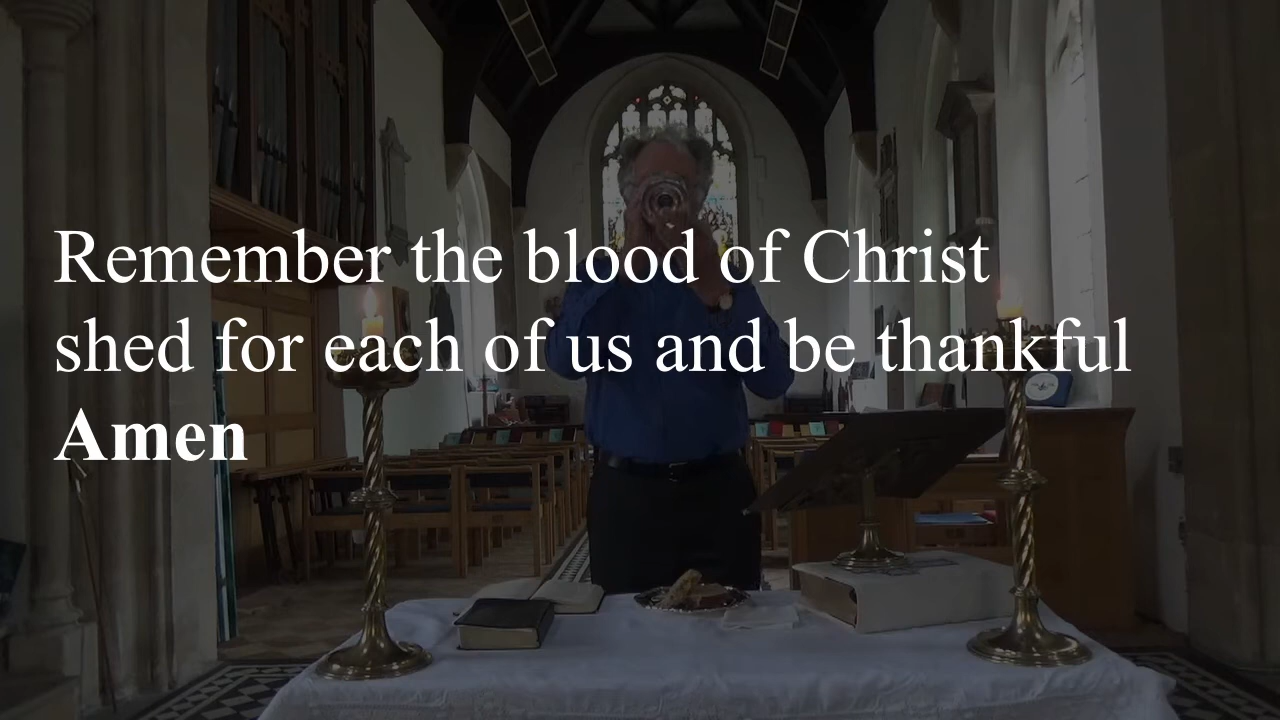 Remember the blood of Christ
shed for each of us and be thankful
Amen